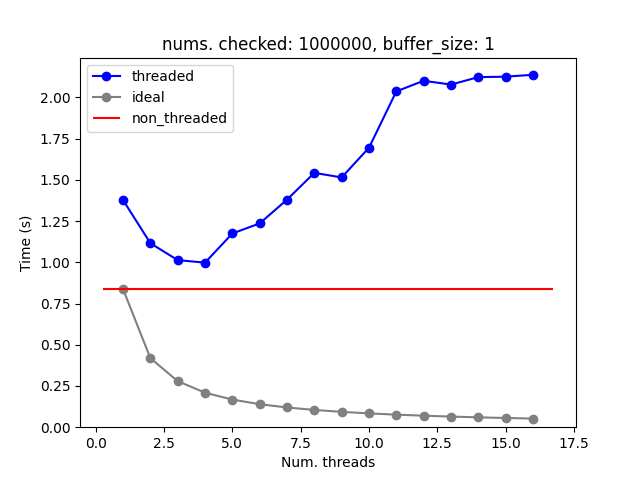 nums. checked: 1000000, buffer_size: 1
threaded
ideal
non_threaded
2.00
1.75
1.50
1.25
1.00
0.75
0.50
0.25
0.00
Time (s)
0.0 2.5 5.0 7.5 10.0 12.5 15.0 17.5
Num. threads